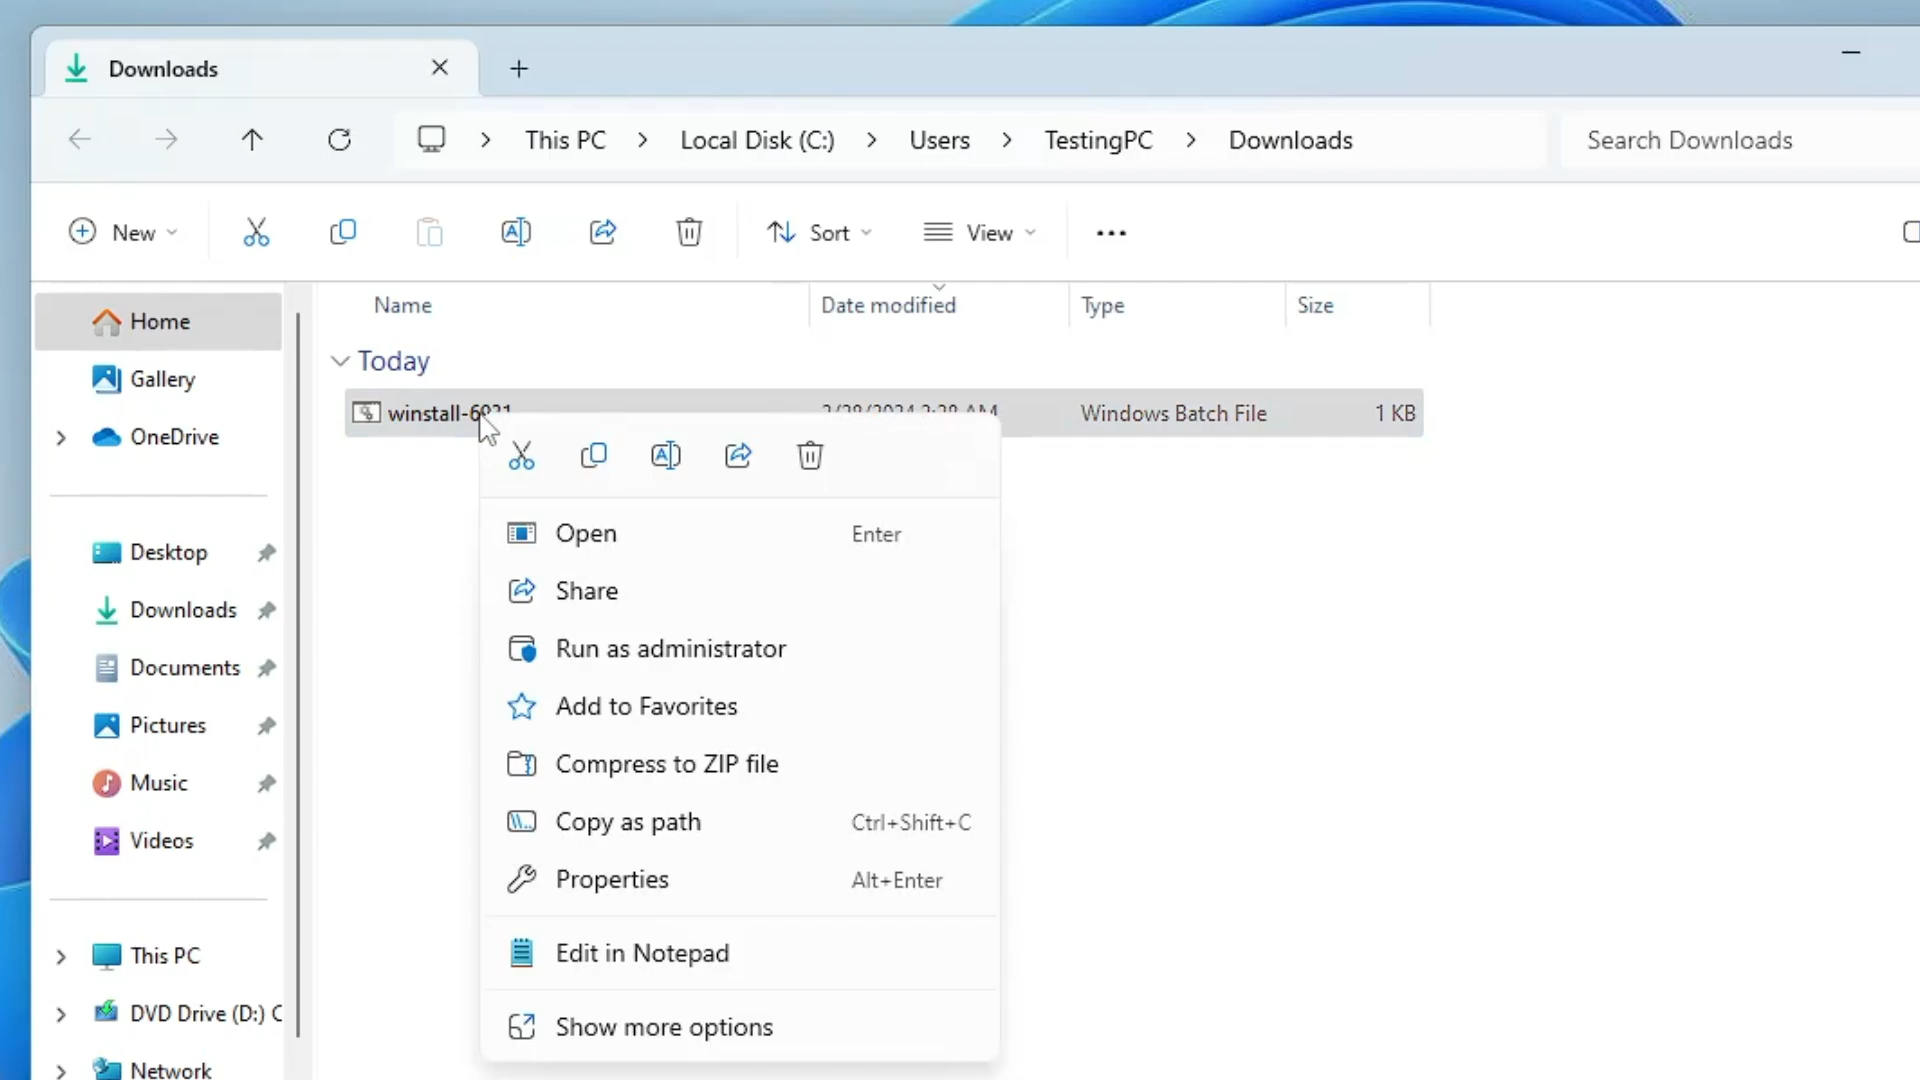 Downloads
This PC > Local Disk (C:) > Users > TestingPC > Downloads
Search Downloads
New
Sort
View
Name
Date modified
Type
Size
Home
Gallery
OneDrive
Desktop
Downloads
Documents
Pictures
Music
Videos
This PC
DVD Drive (D:) C
Network
Today
winstall-6931
Windows Batch File
1 KB
Open Enter
Share
Run as administrator
Add to Favorites
Compress to ZIP file
Copy as path Ctrl+Shift+C
Properties Alt+Enter
Edit in Notepad
Show more options